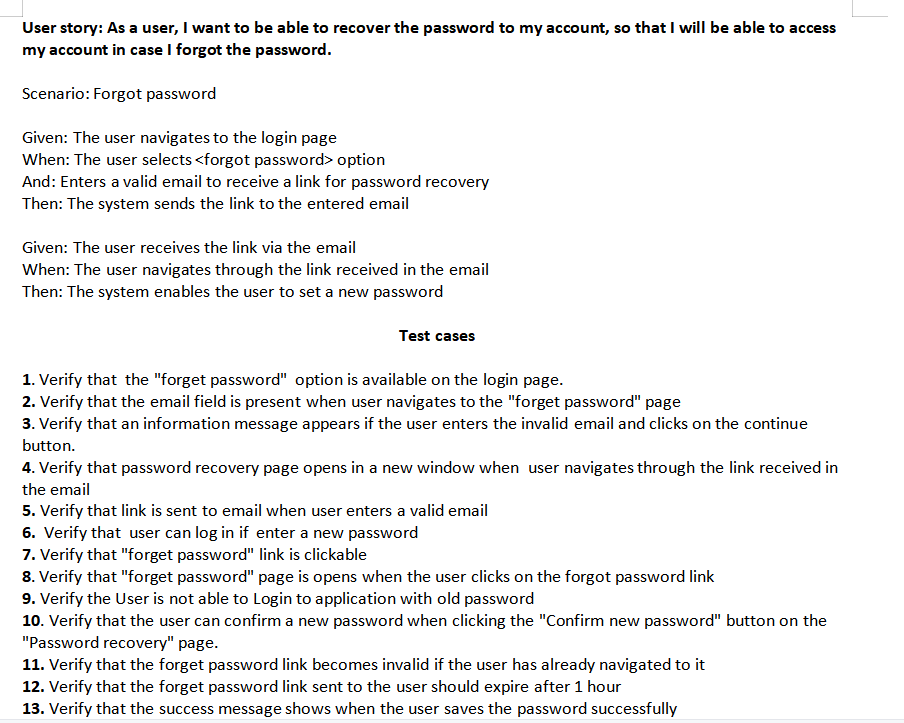 User story: As a user, I want to be able to recover the password to my account, so that I will be able to access
my account in case I forgot the password.
Scenario: Forgot password
Given: The user navigates to the login page
When: The user selects <forgot password> option
And: Enters a valid email to receive a link for password recovery
Then: The system sends the link to the entered email
Given: The user receives the link via the email
When: The user navigates through the link received in the email
Then: The system enables the user to set a new password
Test cases
1. Verify that the "forget password" option is available on the login page.
2. Verify that the email field is present when user navigates to the "forget password" page
3. Verify that an information message appears if the user enters the invalid email and clicks on the continue
button.
4. Verify that password recovery page opens in a new window when user navigates through the link received in
the email
5. Verify that link is sent to email when user enters a valid email
6. Verify that user can log in if enter a new password
7. Verify that "forget password" link is clickable
8. Verify that "forget password" page is opens when the user clicks on the forgot password link
9. Verify the User is not able to Login to application with old password
10. Verify that the user can confirm a new password when clicking the "Confirm new password" button on the
"Password recovery" page.
11. Verify that the forget password link becomes invalid if the user has already navigated to it
12. Verify that the forget password link sent to the user should expire after 1 hour
13. Verify that the success message shows when the user saves the password successfully